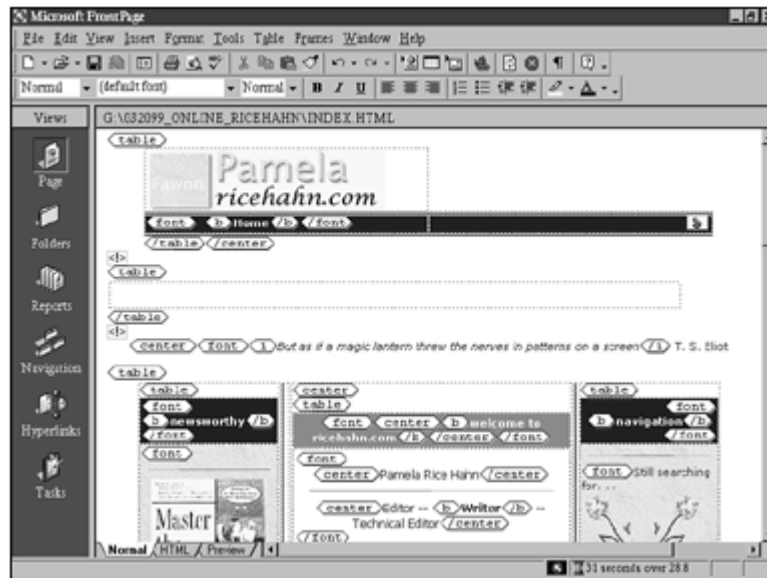 Microsoft FrontPage
File Edit View Insert Format Tools Table Frames Window Help
Normal (default font) Normal B I U A
Views G:\032099_ONLINE_RICEHAHN\INDEX.HTML
Page
Folders
Reports
Navigation
Hyperlinks
Tasks
table
Pamela
ricehahn.com
font b Home /b /font
/table /center
<!>
table
/table
<!>
center font i But as if a magic lantern threw the nerves in patterns on a screen /i T. S. Eliot
table
table
font
b newsworthy /b
/font
font
Master
center
table
font center b welcome to
ricehahn.com /b /center /font
font
center Pamela Rice Hahn /center
center Editor -- b Writer /b --
Technical Editor /center
/font
table
font
b navigation /b
/font
font Still searching
for...
Normal HTML Preview
31 seconds over 28.8